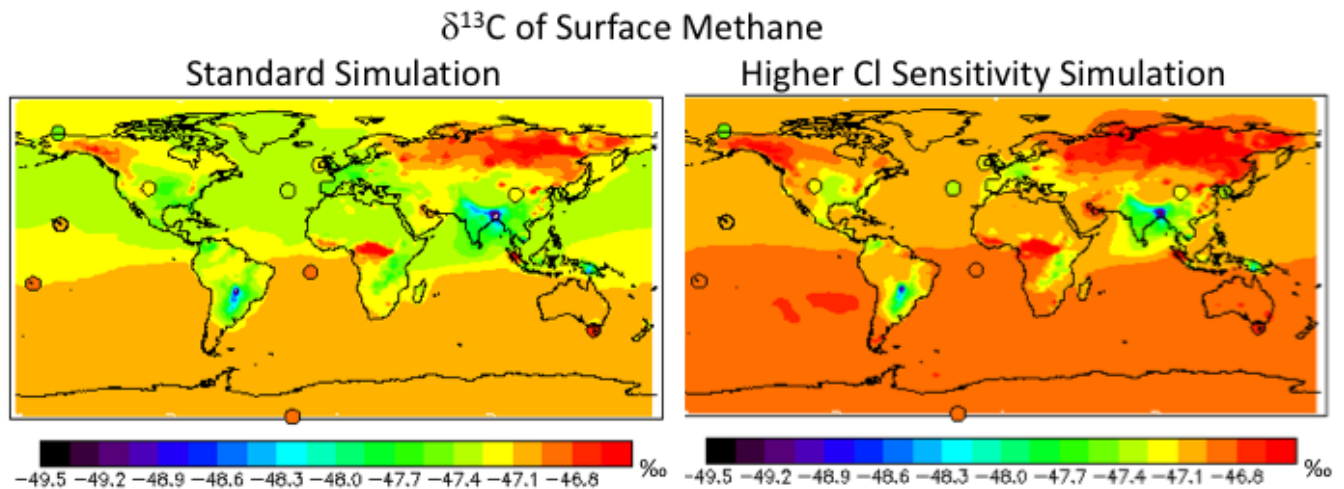 δ¹³C of Surface Methane
Standard Simulation
Higher Cl Sensitivity Simulation
−49.5 −49.2 −48.9 −48.6 −48.3 −48.0 −47.7 −47.4 −47.1 −46.8 ‰
−49.5 −49.2 −48.9 −48.6 −48.3 −48.0 −47.7 −47.4 −47.1 −46.8 ‰